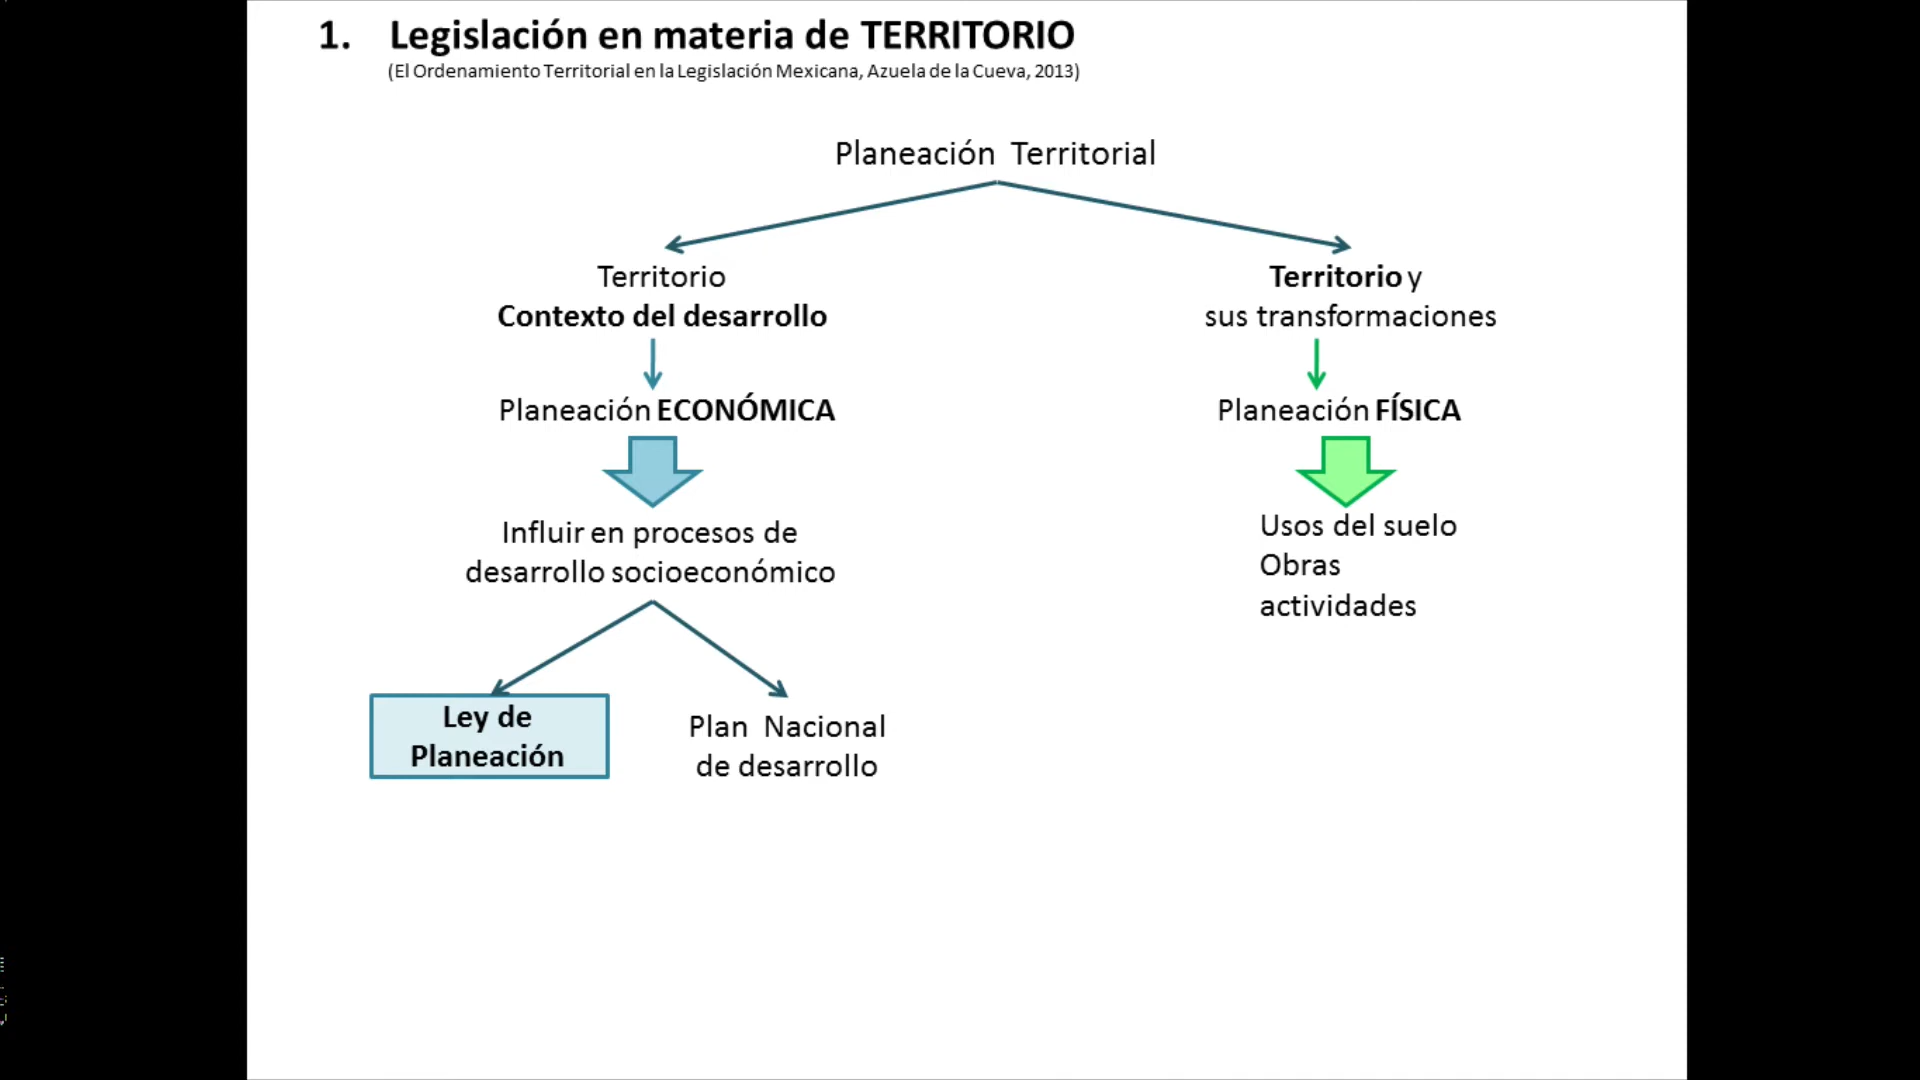 1. Legislación en materia de TERRITORIO
(El Ordenamiento Territorial en la Legislación Mexicana, Azuela de la Cueva, 2013)
Planeación Territorial
Territorio
Contexto del desarrollo
Planeación ECONÓMICA
Influir en procesos de
desarrollo socioeconómico
Ley de
Planeación
Plan Nacional
de desarrollo
Territorio y
sus transformaciones
Planeación FÍSICA
Usos del suelo
Obras
actividades